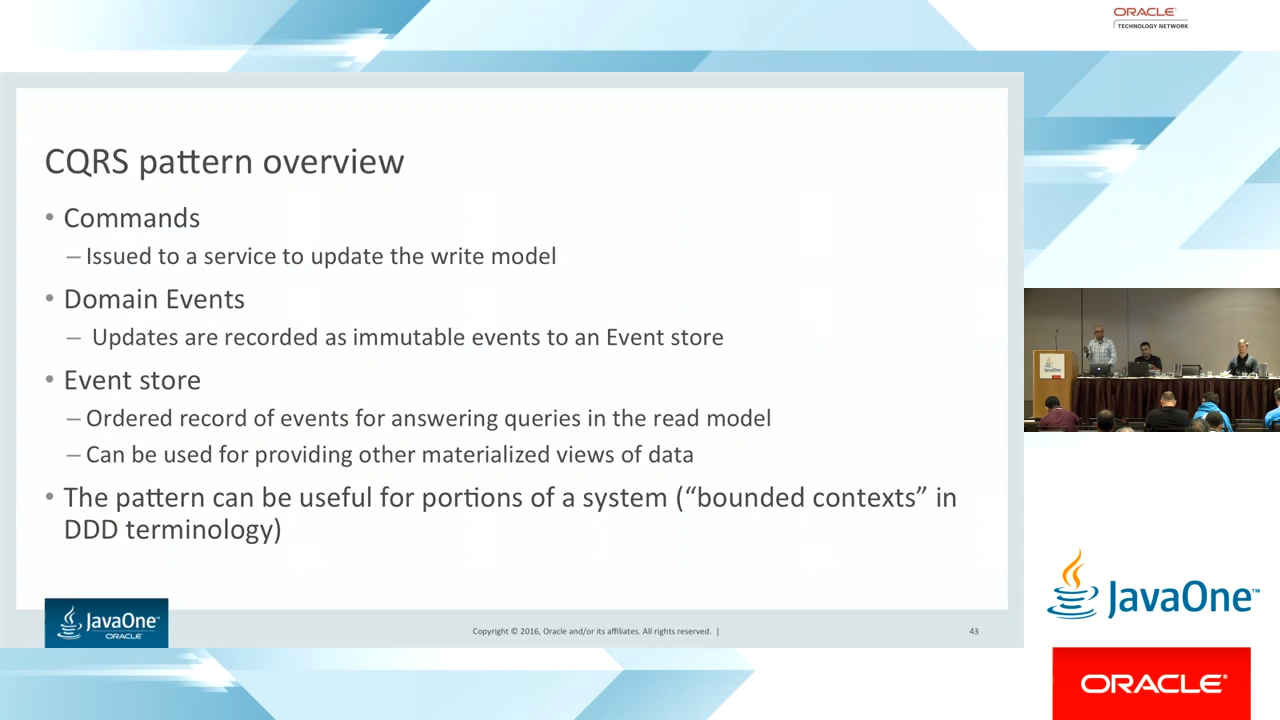 ORACLE
TECHNOLOGY NETWORK
CQRS pattern overview
• Commands
– Issued to a service to update the write model
• Domain Events
– Updates are recorded as immutable events to an Event store
• Event store
– Ordered record of events for answering queries in the read model
– Can be used for providing other materialized views of data
• The pattern can be useful for portions of a system (“bounded contexts” in
DDD terminology)
JavaOne™
ORACLE
Copyright © 2016, Oracle and/or its affiliates. All rights reserved. |
43
JavaOne
JavaOne™
ORACLE®